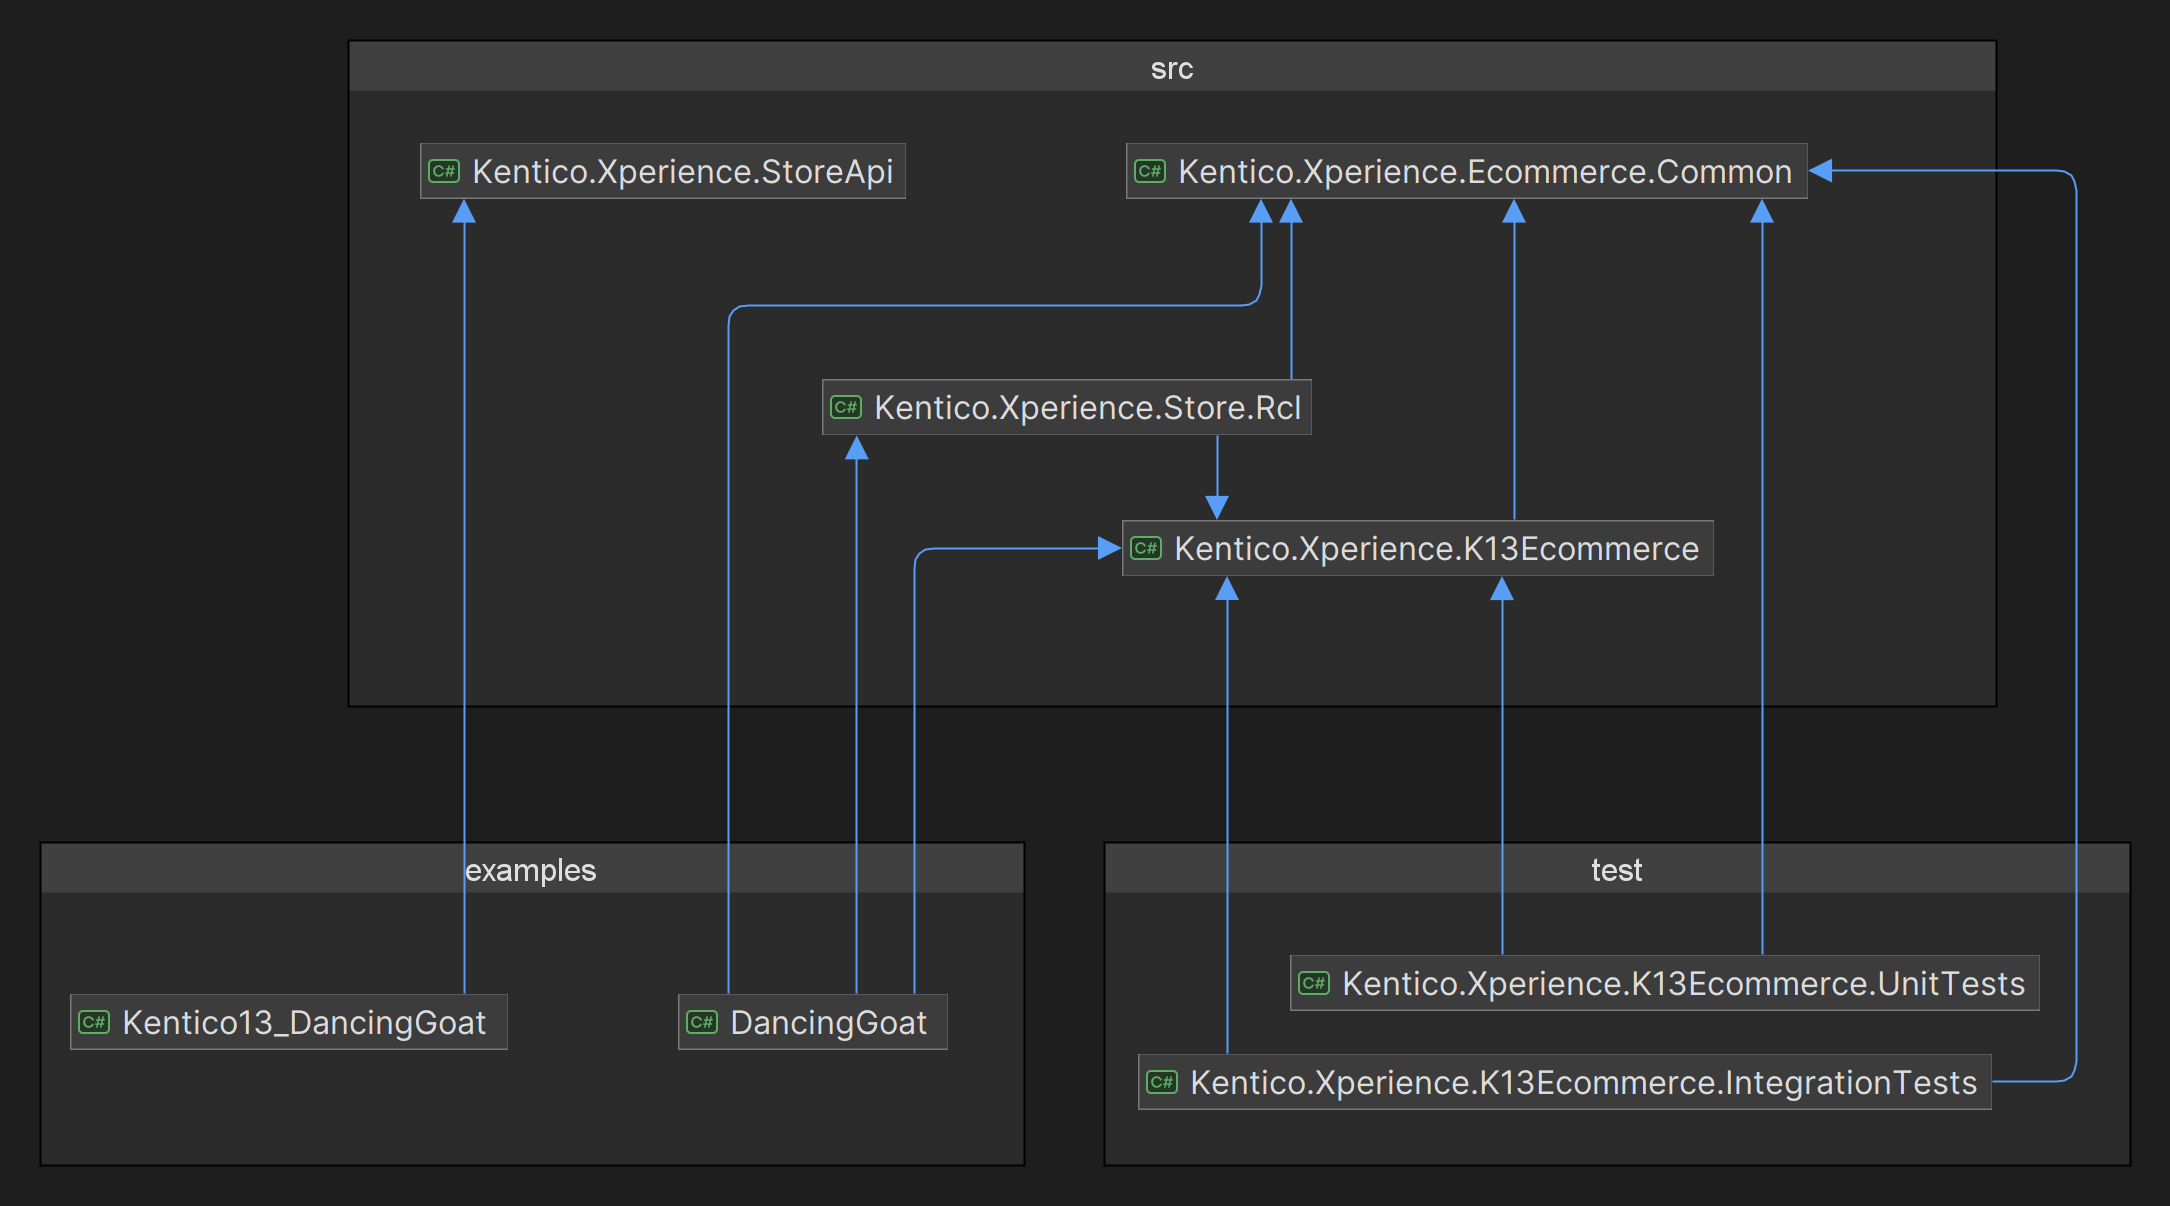 src
C# Kentico.Xperience.StoreApi
C# Kentico.Xperience.Ecommerce.Common
C# Kentico.Xperience.Store.Rcl
C# Kentico.Xperience.K13Ecommerce
examples
C# Kentico13_DancingGoat
C# DancingGoat
test
C# Kentico.Xperience.K13Ecommerce.UnitTests
C# Kentico.Xperience.K13Ecommerce.IntegrationTests